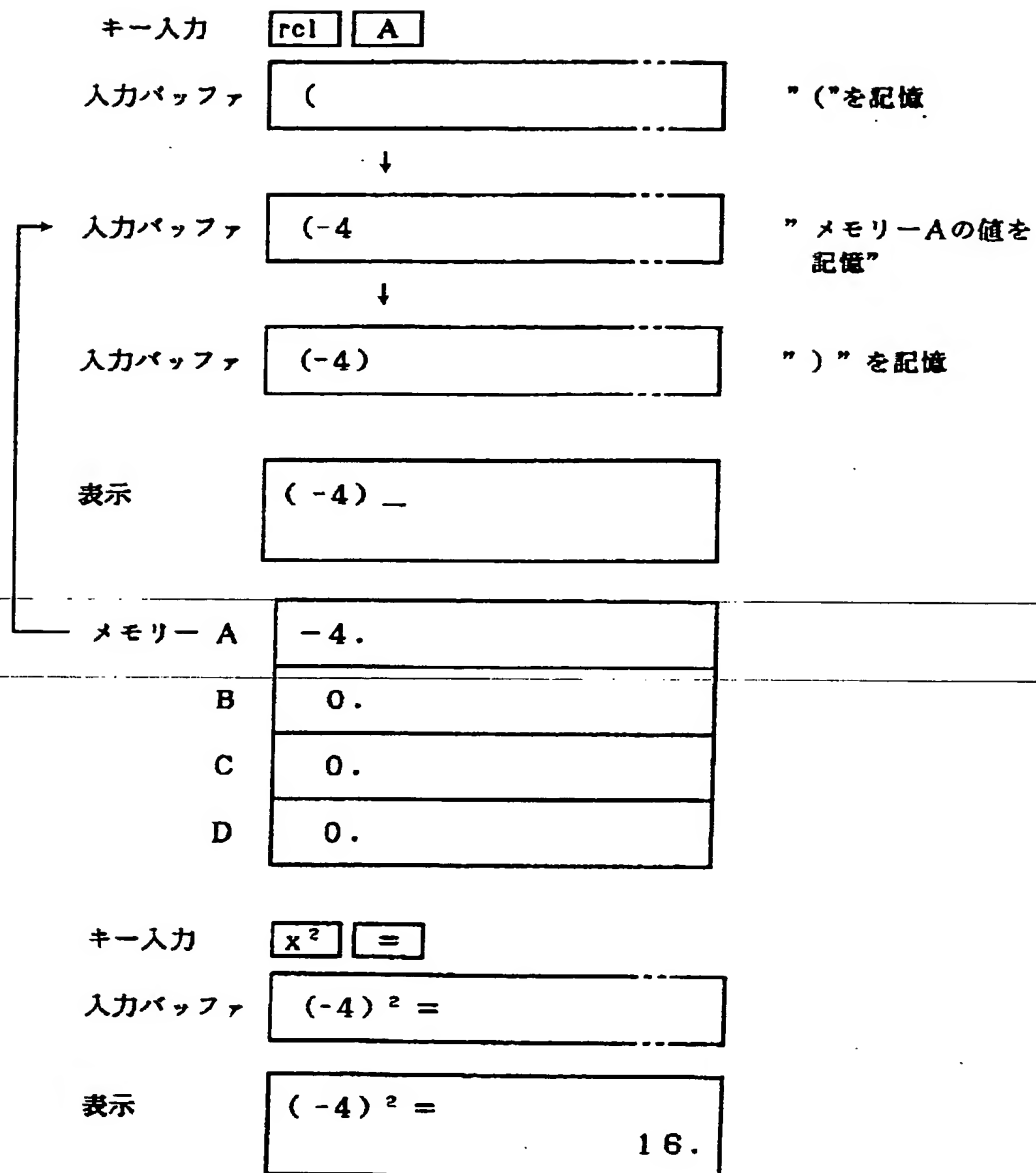 キー入力 rcl A
入力バッファ ( " ("を記憶
↓
入力バッファ (-4 " メモリーAの値を
記憶"
↓
入力バッファ (-4) " ) " を記憶
表示 ( -4) _
メモリー A -4.
B 0.
C 0.
D 0.
キー入力 x² =
入力バッファ (-4) ² =
表示 ( -4) ² =
16.